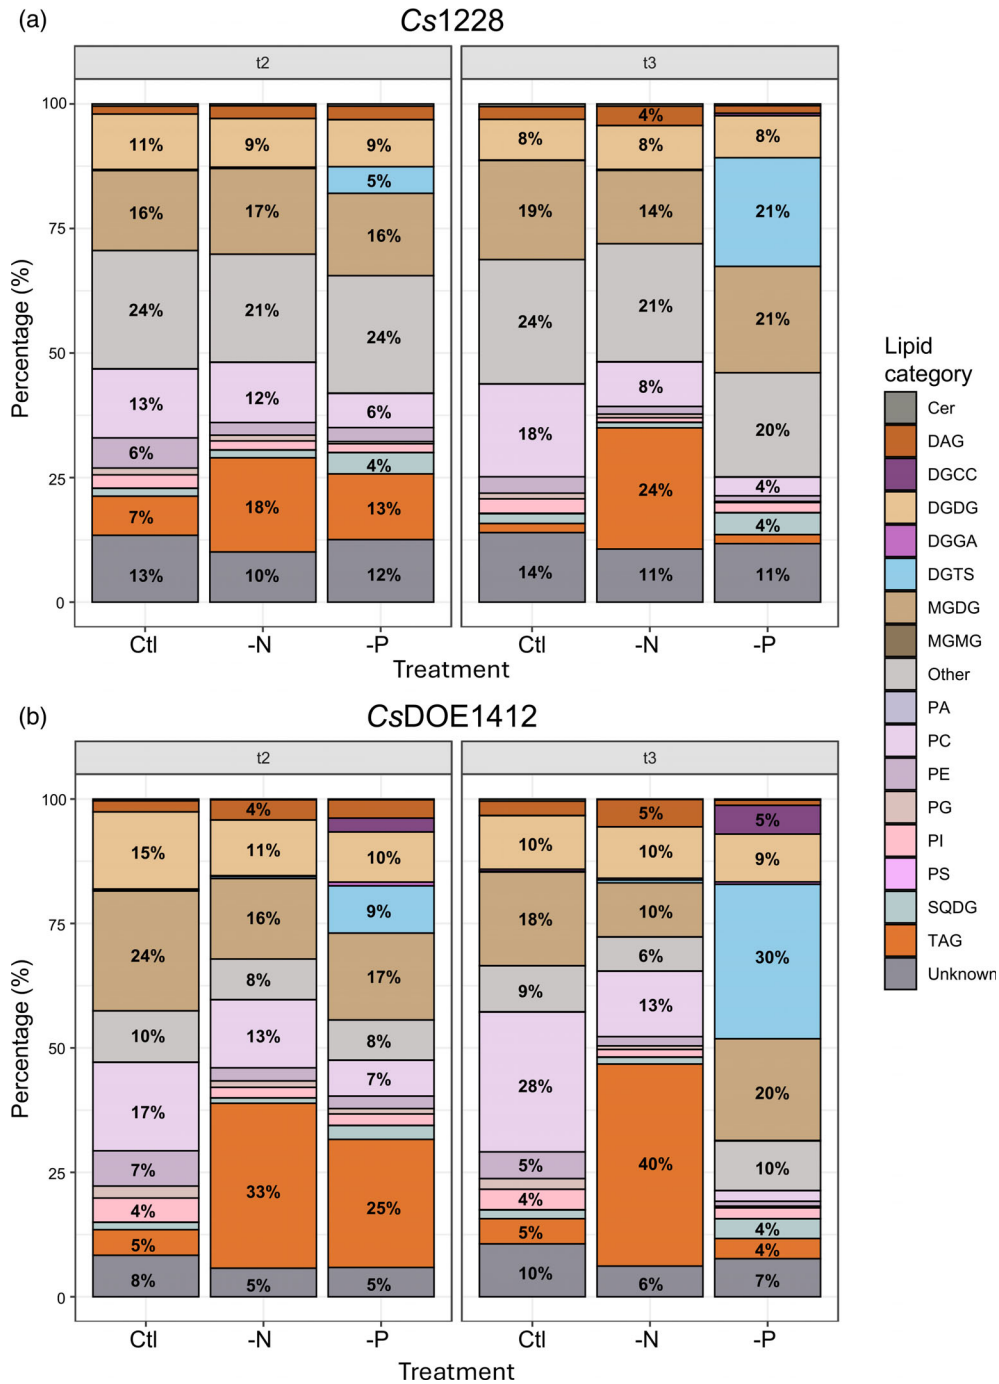 (a)
Cs1228
t2
t3
Percentage (%)
100
75
50
25
0
11%
16%
24%
13%
6%
7%
13%
9%
17%
21%
12%
18%
10%
9%
5%
16%
24%
6%
4%
13%
12%
8%
19%
24%
18%
14%
4%
8%
14%
21%
8%
24%
11%
8%
21%
21%
20%
4%
4%
11%
Ctl
-N
-P
Ctl
-N
-P
Treatment
Lipid
category
Cer
DAG
DGCC
DGDG
DGGA
DGTS
MGDG
MGMG
Other
PA
PC
PE
PG
PI
PS
SQDG
TAG
Unknown
(b)
CsDOE1412
t2
t3
Percentage (%)
100
75
50
25
0
15%
24%
10%
17%
7%
4%
5%
8%
4%
11%
16%
8%
13%
33%
5%
10%
9%
17%
8%
7%
25%
5%
10%
18%
9%
28%
5%
4%
5%
10%
5%
10%
10%
6%
13%
40%
6%
5%
9%
30%
20%
10%
4%
4%
7%
Ctl
-N
-P
Ctl
-N
-P
Treatment